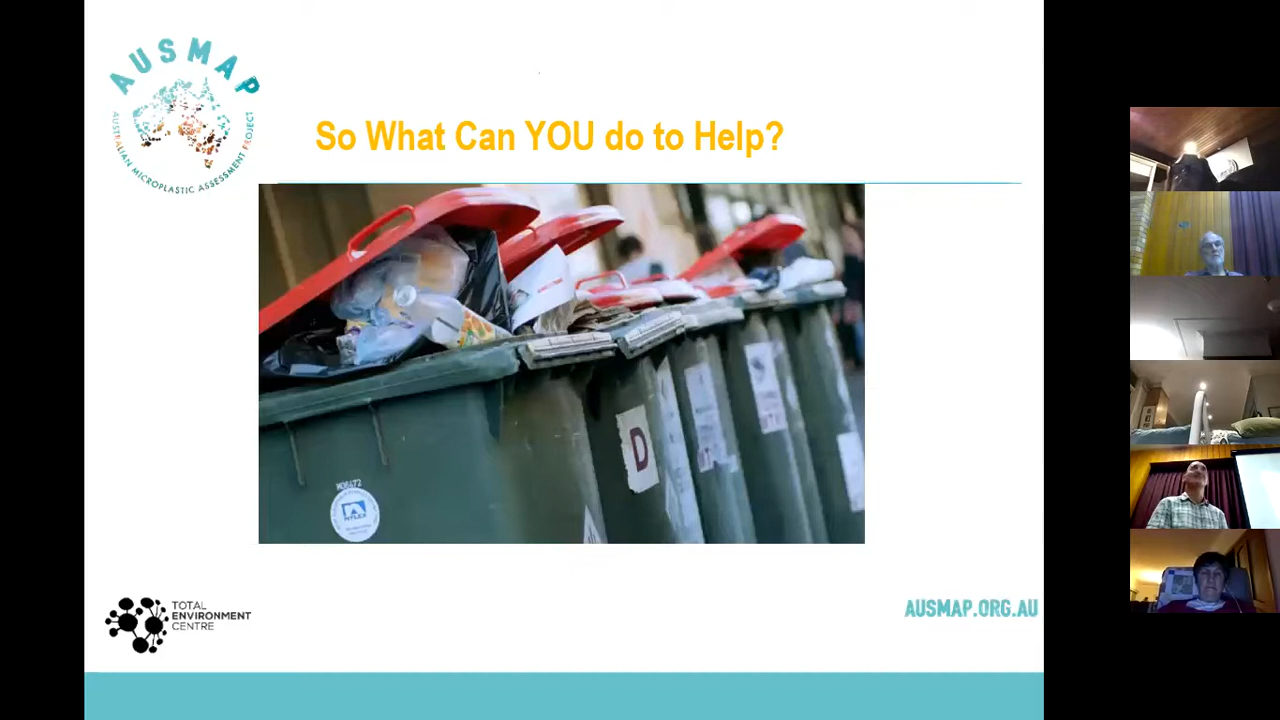 AUSMAP
AUSTRALIAN MICROPLASTIC ASSESSMENT PROJECT
So What Can YOU do to Help?
D
TOTAL
ENVIRONMENT
CENTRE
AUSMAP.ORG.AU